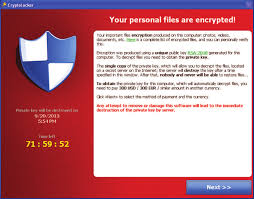 Cryptolocker
Your personal files are encrypted!
Your important files encryption produced on this computer: photos, videos,
documents, etc. Here is a complete list of encrypted files, and you can personally verify
this.
Encryption was produced using a unique public key RSA-2048 generated for this
computer. To decrypt files you need to obtain the private key.
The single copy of the private key, which will allow you to decrypt the files, located
on a secret server on the Internet; the server will destroy the key after a time
specified in this window. After that, nobody and never will be able to restore files...
To obtain the private key for this computer, which will automatically decrypt files, you
need to pay 300 USD / 300 EUR / similar amount in another currency.
Click «Next» to select the method of payment and the currency.
Any attempt to remove or damage this software will lead to the immediate
destruction of the private key by server.
Private key will be destroyed on
9/20/2013
5:54 PM
Time left
71 : 59 : 52
Next >>